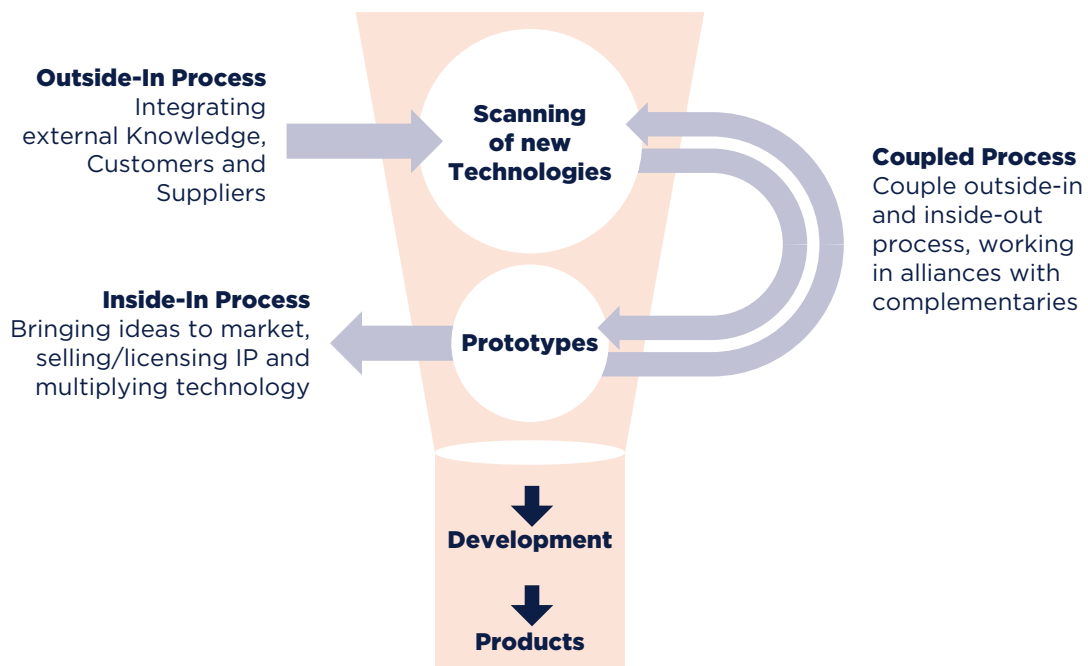 Outside-In Process
Integrating
external Knowledge,
Customers and
Suppliers
Scanning
of new
Technologies
Coupled Process
Couple outside-in
and inside-out
process, working
in alliances with
complementaries
Inside-In Process
Bringing ideas to market,
selling/licensing IP and
multiplying technology
Prototypes
Development
Products